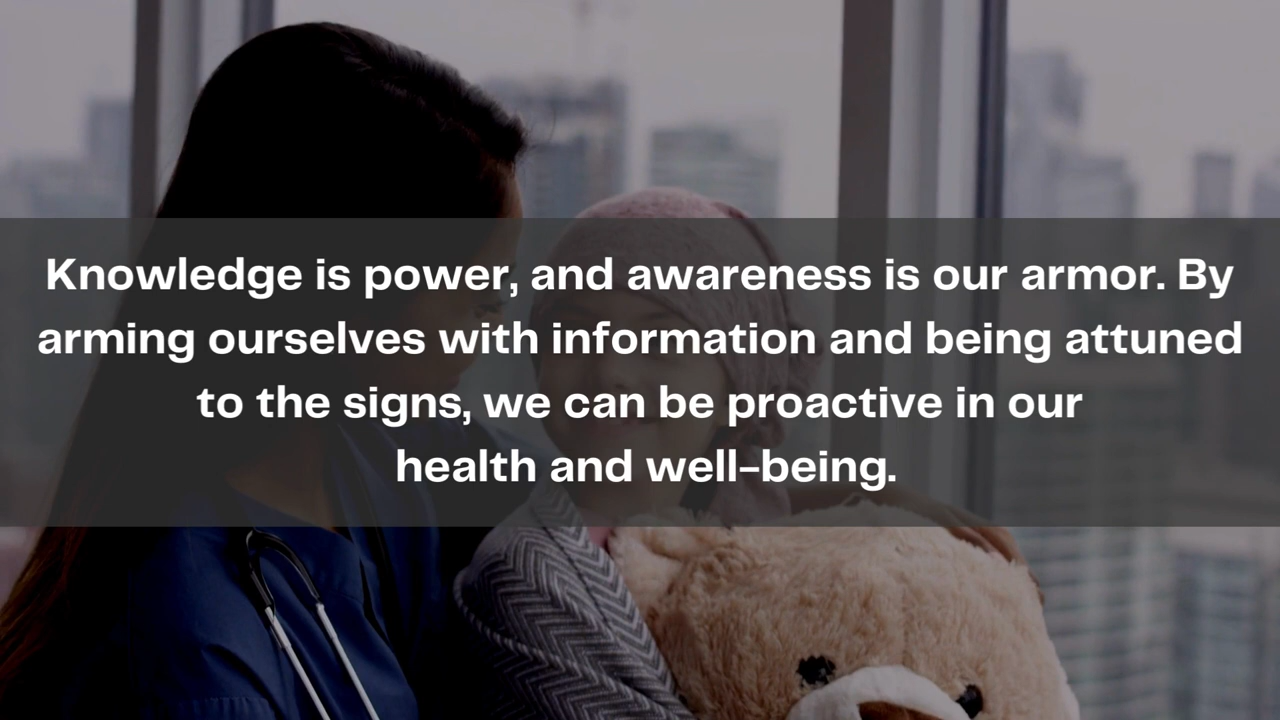 Knowledge is power, and awareness is our armor. By
arming ourselves with information and being attuned
to the signs, we can be proactive in our
health and well-being.